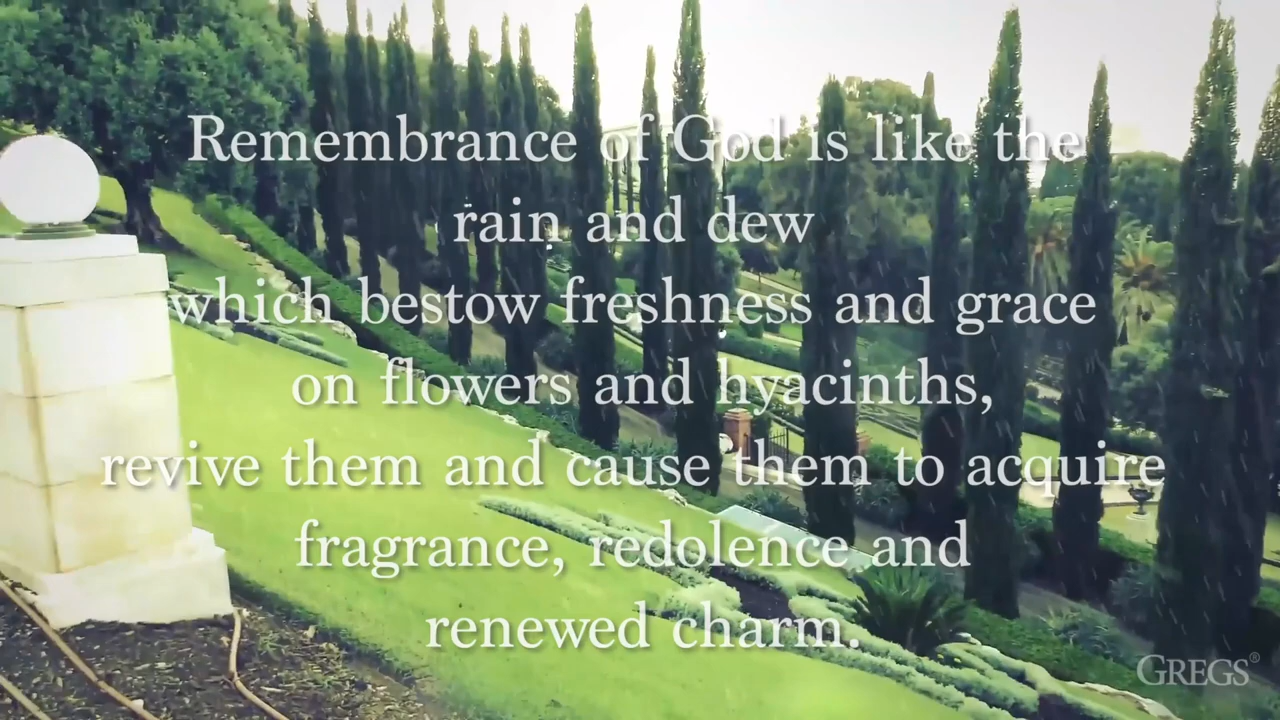 Remembrance of God is like the
rain and dew
which bestow freshness and grace
on flowers and hyacinths,
revive them and cause them to acquire
fragrance, redolence and
renewed charm.
GREGS®